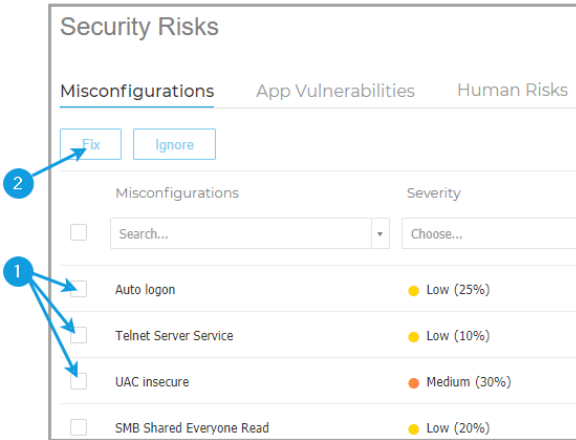 Security Risks
Misconfigurations App Vulnerabilities Human Risks
Fix Ignore
2
Misconfigurations Severity
Search... Choose...
1
Auto logon Low (25%)
Telnet Server Service Low (10%)
UAC insecure Medium (30%)
SMB Shared Everyone Read Low (20%)